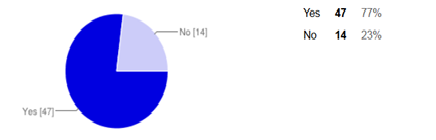 No [14]
Yes [47]
Yes 47 77%
No 14 23%